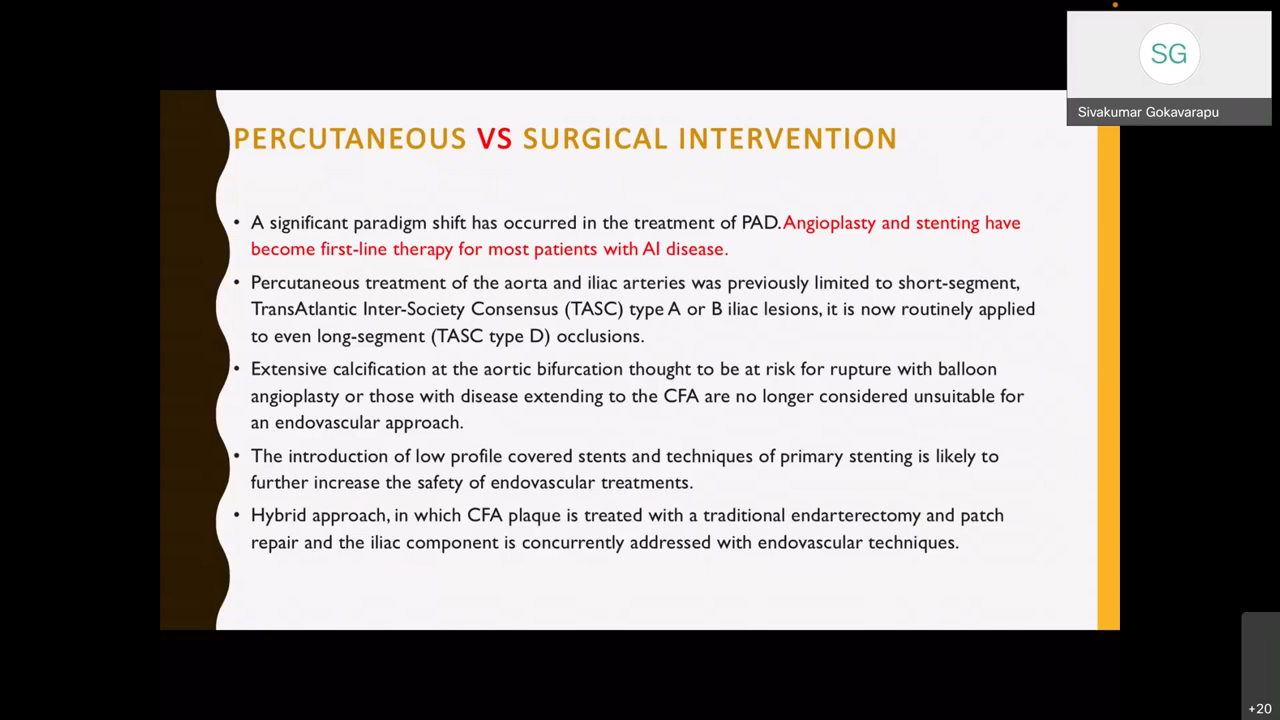 SG
Sivakumar Gokavarapu
PERCUTANEOUS VS SURGICAL INTERVENTION
• A significant paradigm shift has occurred in the treatment of PAD.Angioplasty and stenting have
become first-line therapy for most patients with AI disease.
• Percutaneous treatment of the aorta and iliac arteries was previously limited to short-segment,
TransAtlantic Inter-Society Consensus (TASC) type A or B iliac lesions, it is now routinely applied
to even long-segment (TASC type D) occlusions.
• Extensive calcification at the aortic bifurcation thought to be at risk for rupture with balloon
angioplasty or those with disease extending to the CFA are no longer considered unsuitable for
an endovascular approach.
• The introduction of low profile covered stents and techniques of primary stenting is likely to
further increase the safety of endovascular treatments.
• Hybrid approach, in which CFA plaque is treated with a traditional endarterectomy and patch
repair and the iliac component is concurrently addressed with endovascular techniques.
+20